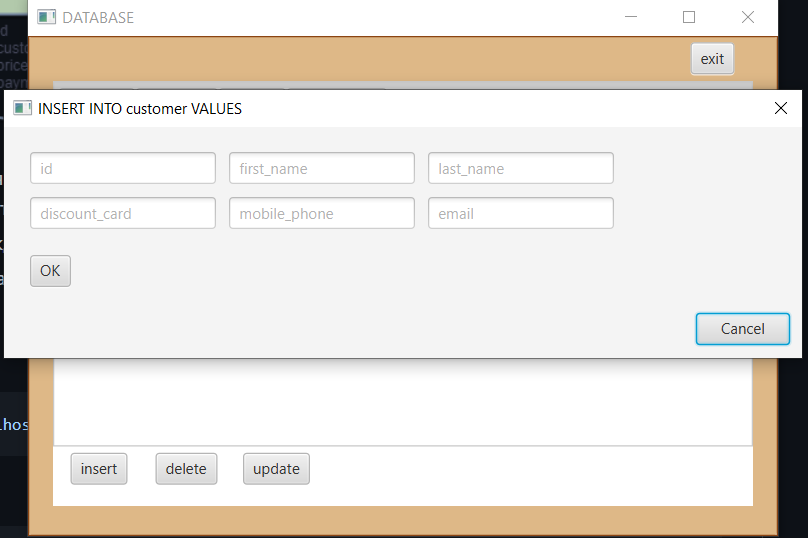 DATABASE
exit
INSERT INTO customer VALUES
id first_name last_name
discount_card mobile_phone email
OK
Cancel
insert delete update